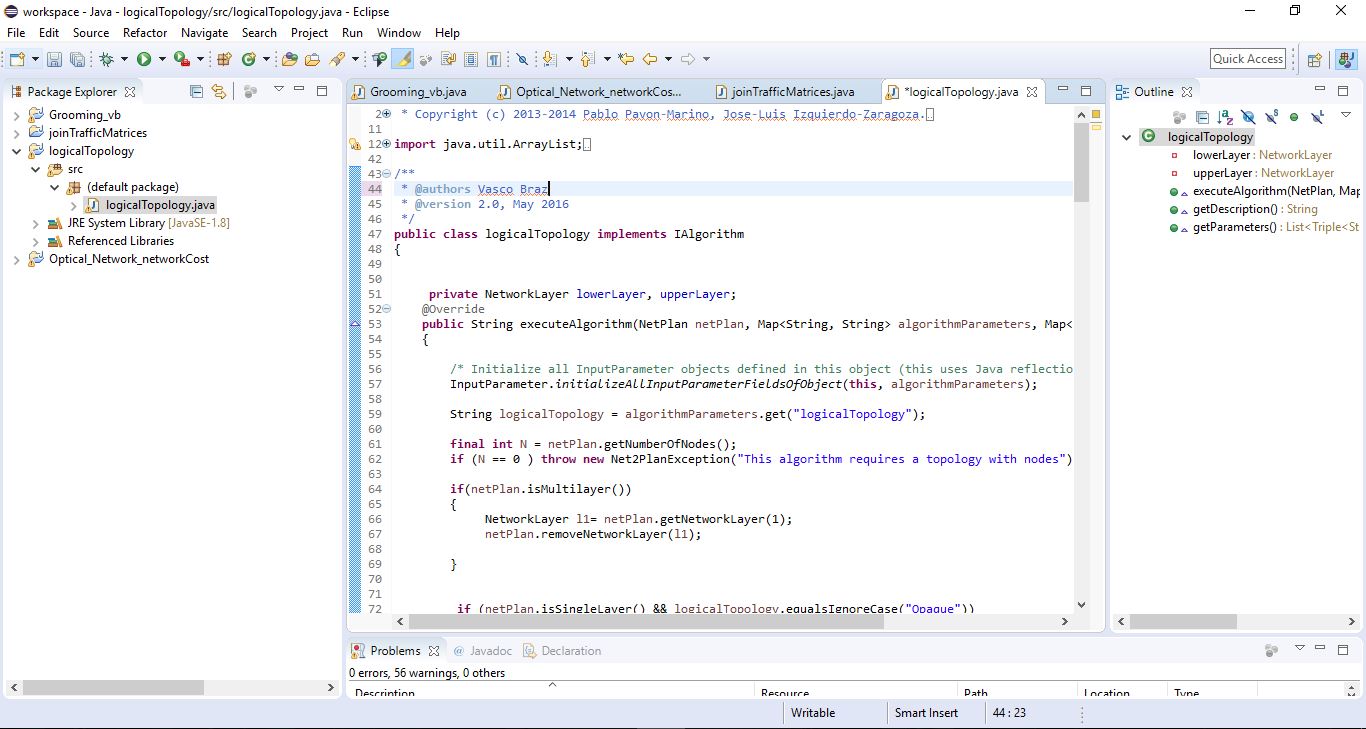 workspace - Java - logicalTopology/src/logicalTopology.java - Eclipse
File Edit Source Refactor Navigate Search Project Run Window Help
Quick Access
Package Explorer
Grooming_vb
joinTrafficMatrices
logicalTopology
src
(default package)
logicalTopology.java
JRE System Library [JavaSE-1.8]
Referenced Libraries
Optical_Network_networkCost
Grooming_vb.java Optical_Network_networkCos... joinTrafficMatrices.java *logicalTopology.java
2 * Copyright (c) 2013-2014 Pablo Pavon-Marino, Jose-Luis Izquierdo-Zaragoza.
11
12 import java.util.ArrayList;
42
43 /**
44 * @authors Vasco Braz
45 * @version 2.0, May 2016
46 */
47 public class logicalTopology implements IAlgorithm
48 {
49
50
51 private NetworkLayer lowerLayer, upperLayer;
52 @Override
53 public String executeAlgorithm(NetPlan netPlan, Map<String, String> algorithmParameters, Map<
54 {
55
56 /* Initialize all InputParameter objects defined in this object (this uses Java reflectio
57 InputParameter.initializeAllInputParameterFieldsOfObject(this, algorithmParameters);
58
59 String logicalTopology = algorithmParameters.get("logicalTopology");
60
61 final int N = netPlan.getNumberOfNodes();
62 if (N == 0 ) throw new Net2PlanException("This algorithm requires a topology with nodes")
63
64 if(netPlan.isMultilayer())
65 {
66 NetworkLayer l1= netPlan.getNetworkLayer(1);
67 netPlan.removeNetworkLayer(l1);
68
69 }
70
71
72 if (netPlan.isSingleLayer() && logicalTopology.equalsIgnoreCase("Opaque"))
Outline
logicalTopology
lowerLayer : NetworkLayer
upperLayer : NetworkLayer
executeAlgorithm(NetPlan, Map
getDescription() : String
getParameters() : List<Triple<St
Problems @ Javadoc Declaration
0 errors, 56 warnings, 0 others
Description Resource Path Location Type
Writable Smart Insert 44 : 23